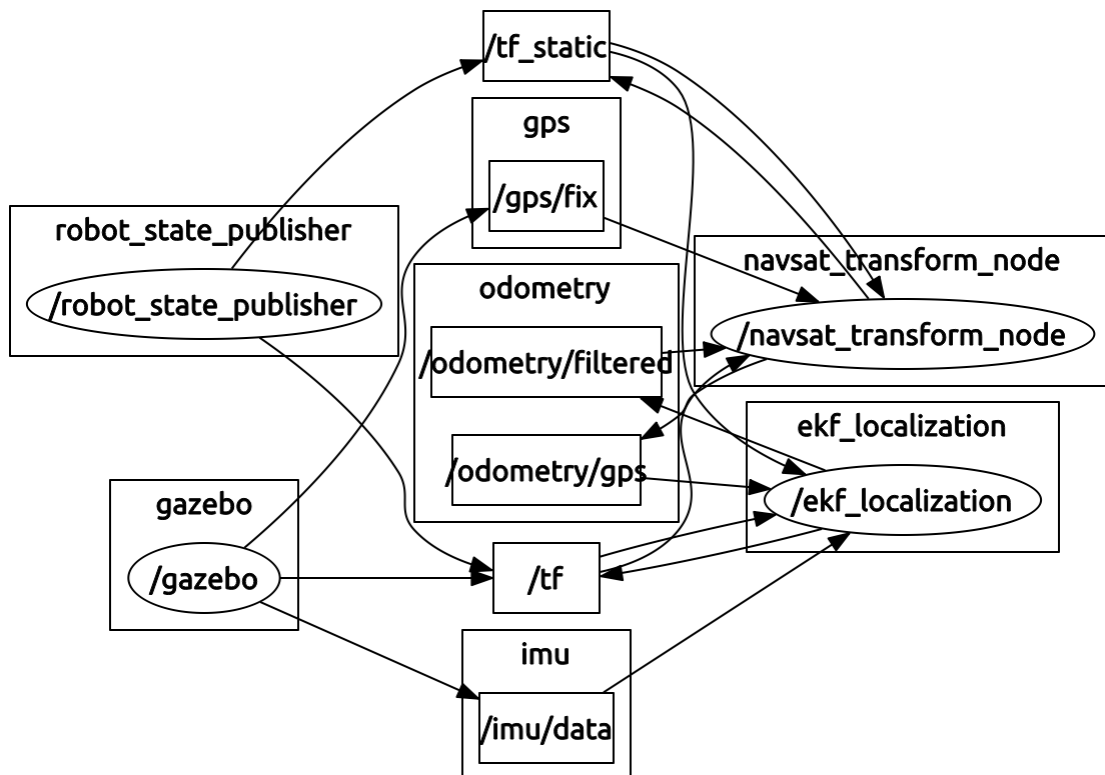 /tf_static
gps
/gps/fix
robot_state_publisher
/robot_state_publisher
navsat_transform_node
/navsat_transform_node
odometry
/odometry/filtered
/odometry/gps
ekf_localization
/ekf_localization
gazebo
/gazebo
/tf
imu
/imu/data